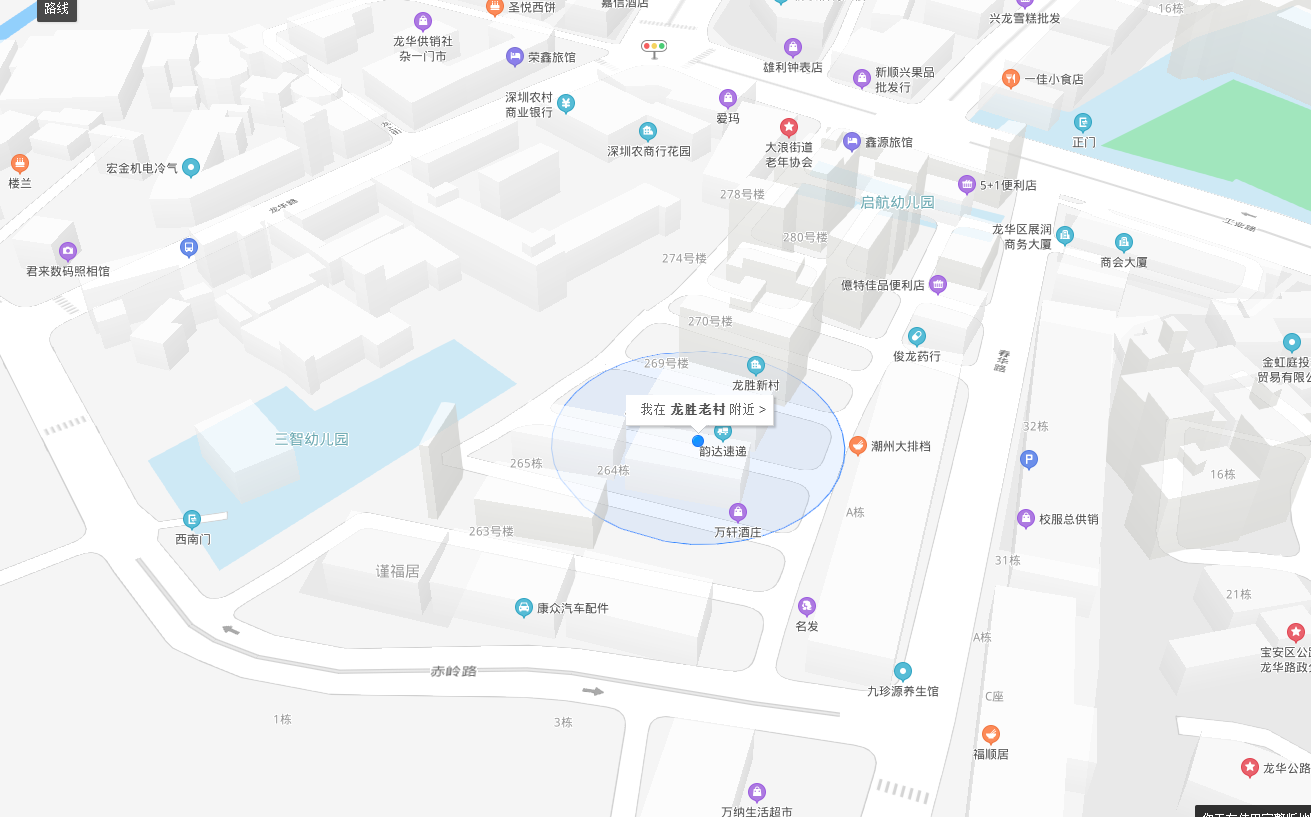 路线
圣悦西饼
嘉信酒店
兴龙雪糕批发
16栋
龙华供销社
杂一门市
荣鑫旅馆
雄利钟表店
新顺兴果品
批发行
一佳小食店
深圳农村
商业银行
爱玛
深圳农商行花园
大浪街道
老年协会
鑫源旅馆
正门
宏金机电冷气
楼兰
龙华路
278号楼
启航幼儿园
5+1便利店
工业路
280号楼
龙华区展润
商务大厦
商会大厦
274号楼
君来数码照相馆
億特佳品便利店
270号楼
俊龙药行
春华路
金虹庭投
贸易有限公
269号楼
龙胜新村
我在 龙胜老村 附近 >
韵达速递
潮州大排档
32栋
P
三智幼儿园
265栋
264栋
16栋
A栋
万轩酒庄
校服总供销
263号楼
西南门
31栋
谨福居
21栋
康众汽车配件
名发
宝安区公
龙华路政
A栋
赤岭路
九珍源养生馆
C座
1栋
3栋
福顺居
龙华公路
万纳生活超市